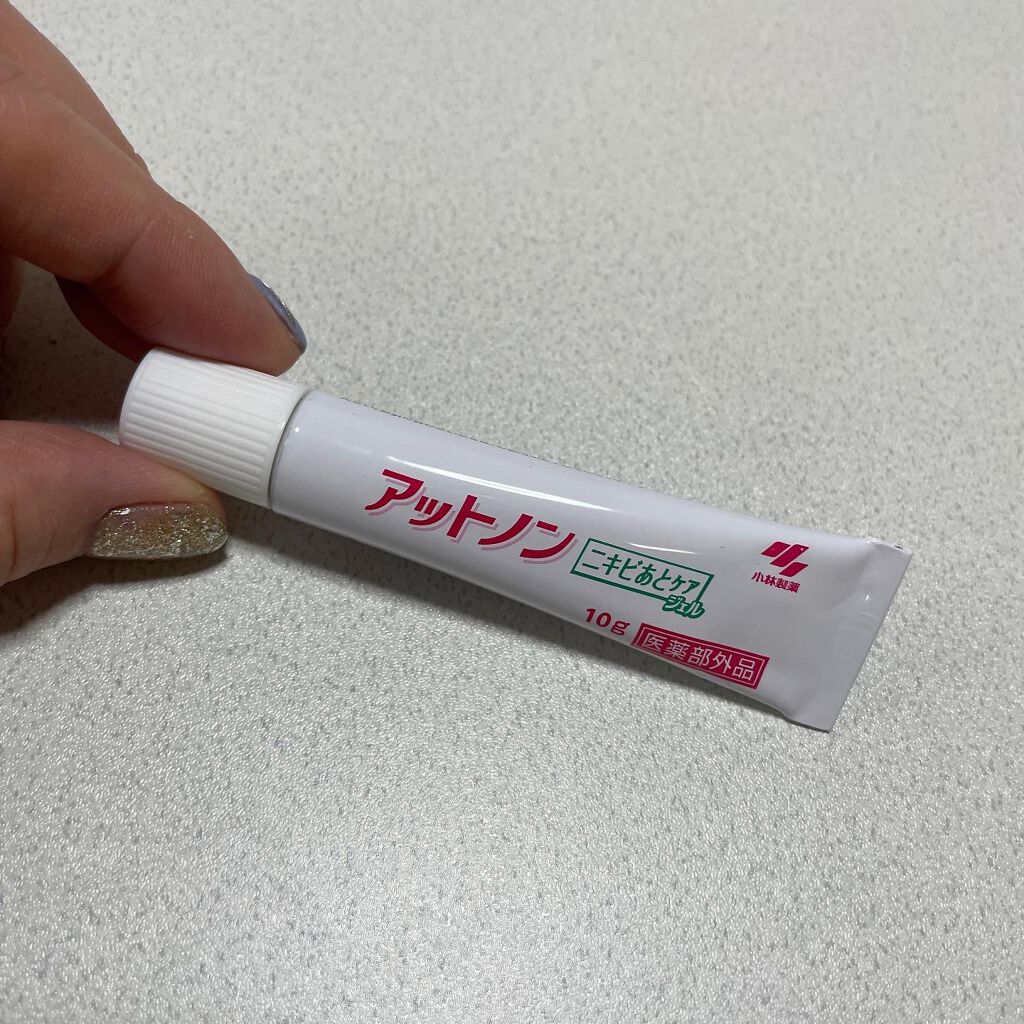 アットノン
ニキビあとケア
ジェル
10g
医薬部外品
小林製薬